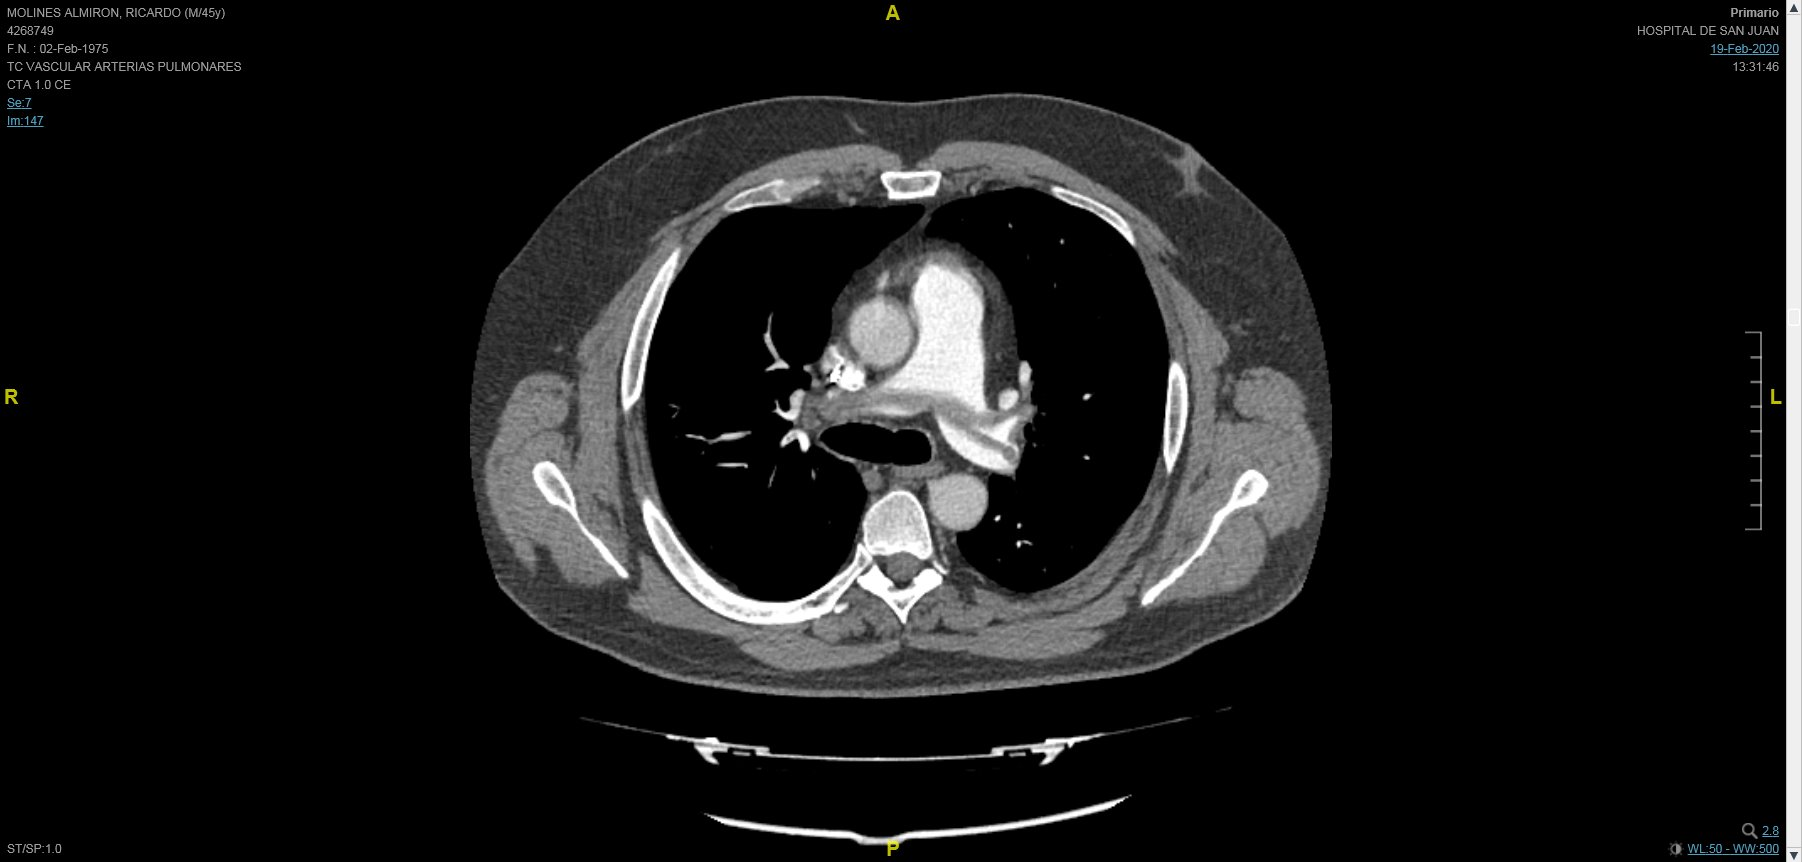 MOLINES ALMIRON, RICARDO (M/45y)
4268749
F.N. : 02-Feb-1975
TC VASCULAR ARTERIAS PULMONARES
CTA 1.0 CE
Se:7
Im:147
A
Primario
HOSPITAL DE SAN JUAN
19-Feb-2020
13:31:46
R
L
ST/SP:1.0
P
2.8
WL:50 - WW:500